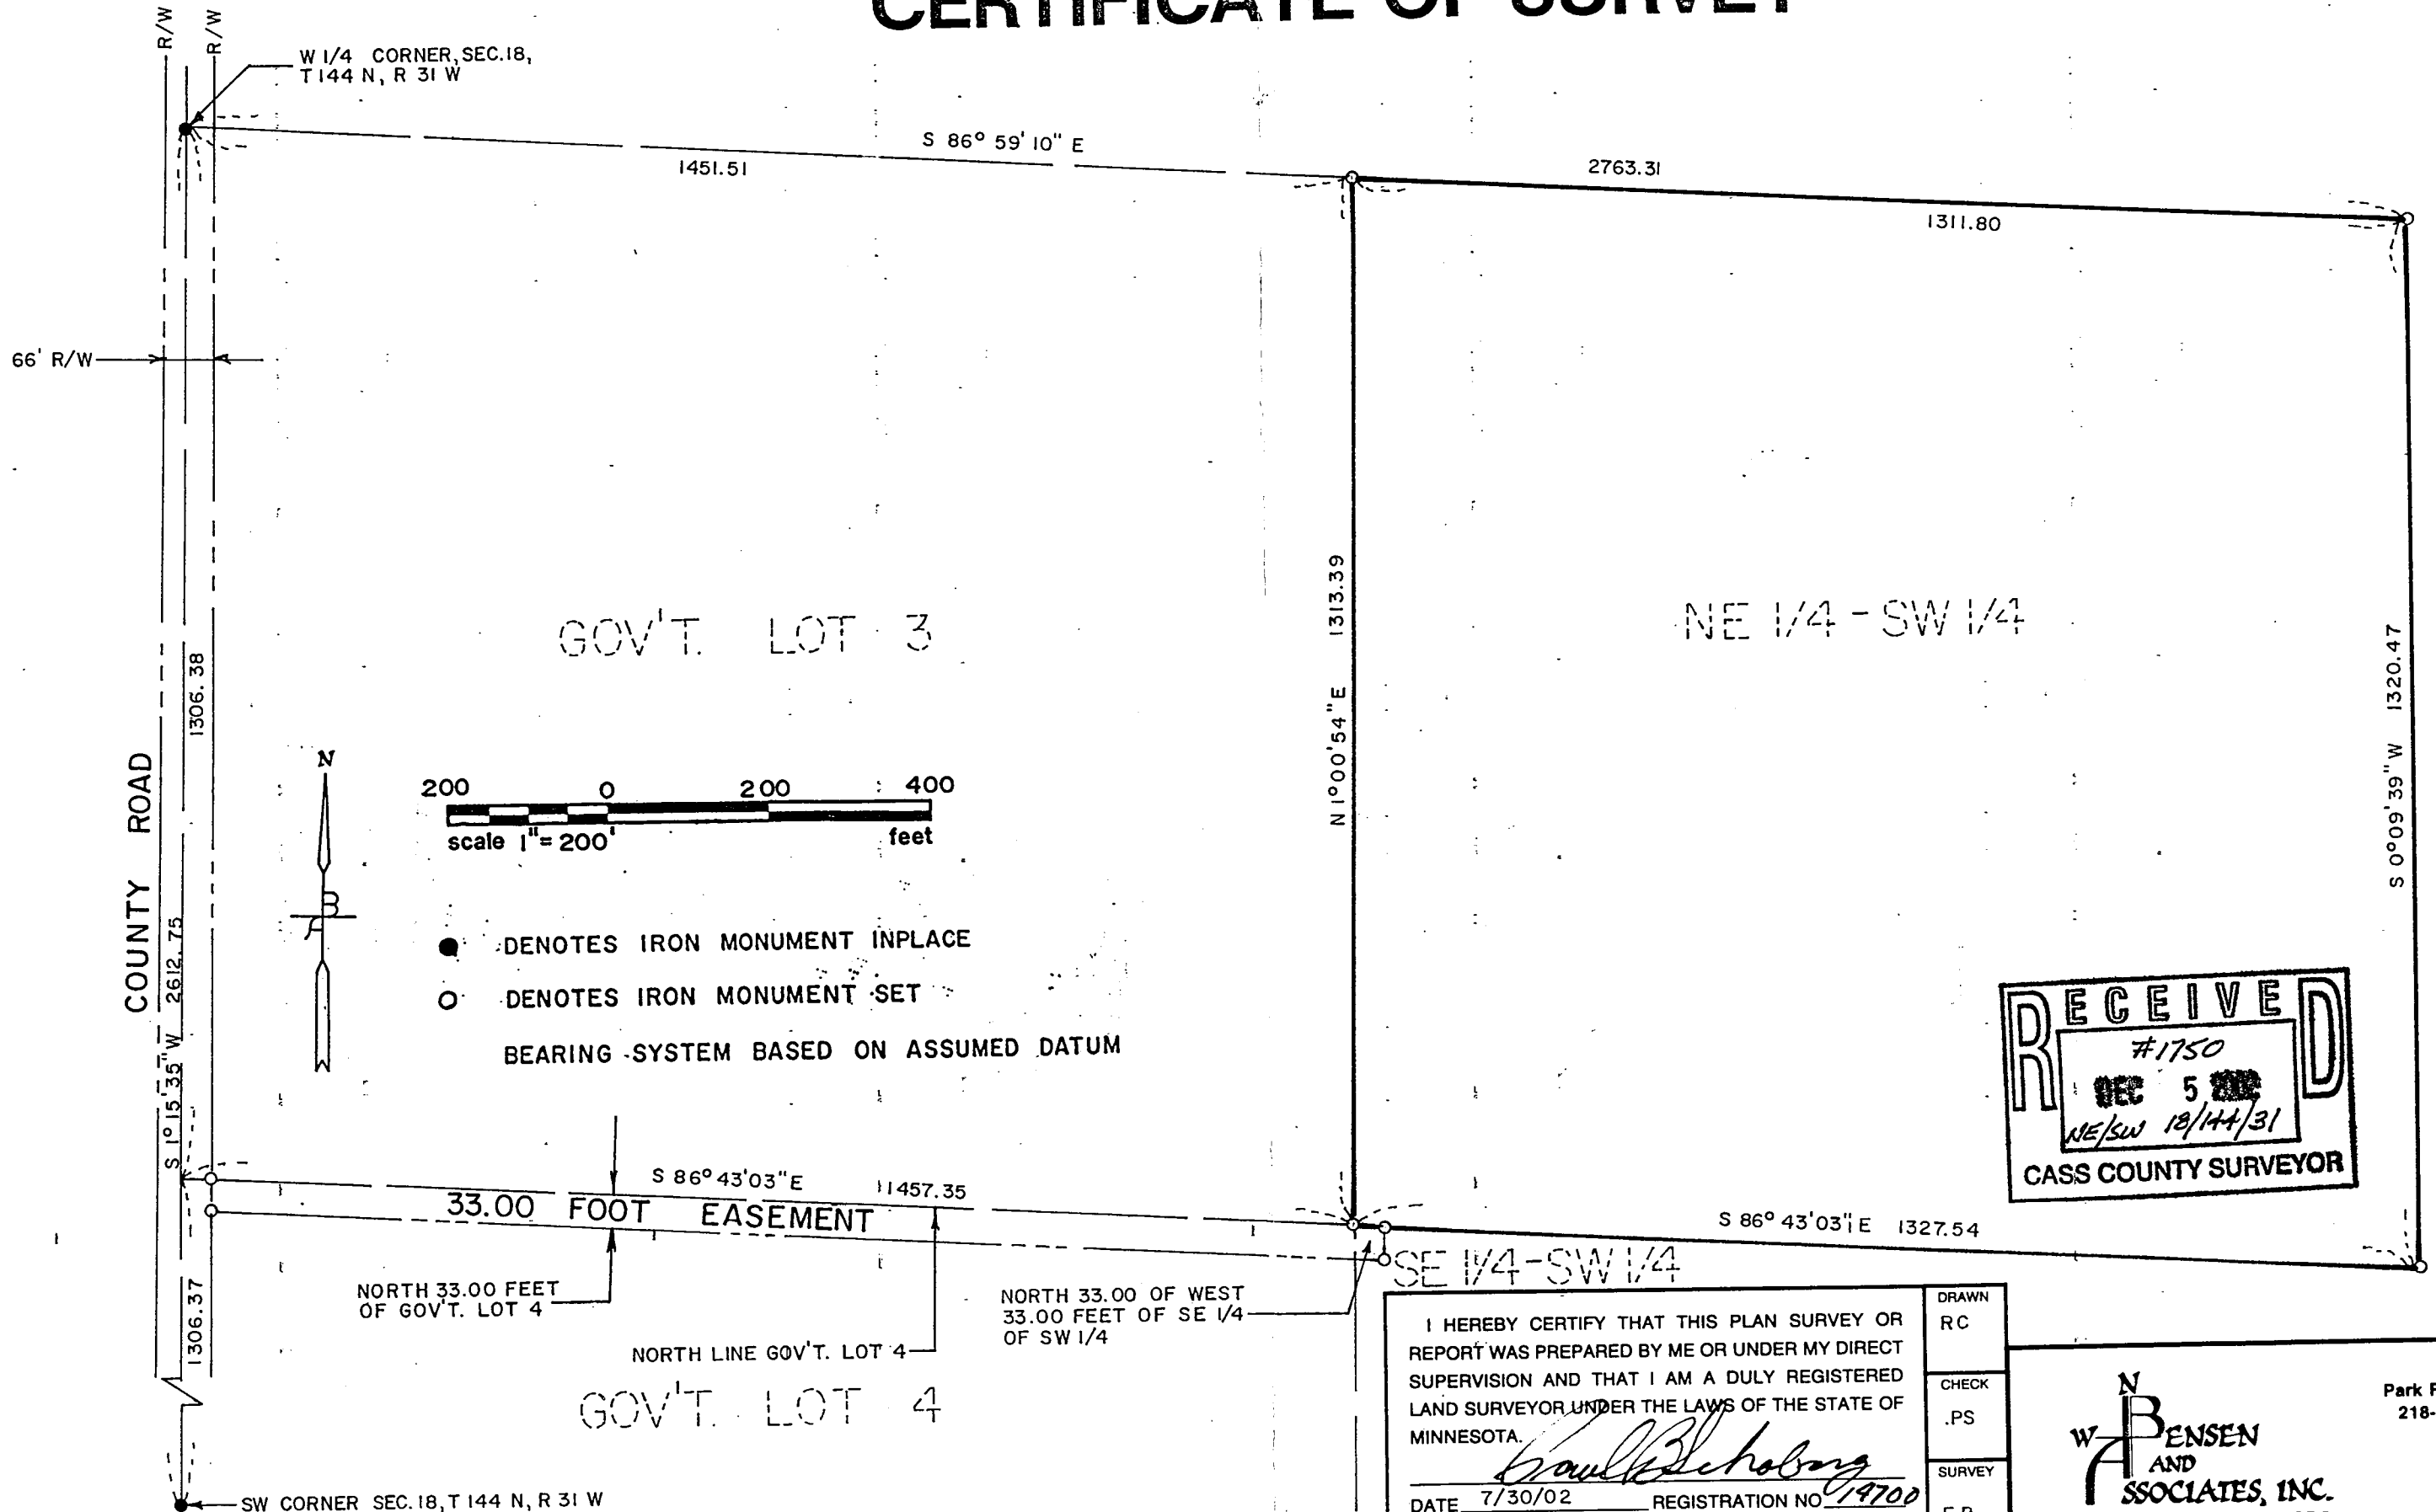 CERTIFICATE OF SURVEY
R/W
R/W
W 1/4 CORNER, SEC.18,
T 144 N, R 31 W
S 86° 59' 10" E
1451.51
2763.31
1311.80
66' R/W
GOV'T. LOT 3
NE 1/4 - SW 1/4
1306.38
1313.39
N 1° 00' 54" E
1320.47
S 0° 09' 39" W
COUNTY ROAD
S 1° 15' 35" W 2612.75
N
200 0 200 400
scale 1" = 200' feet
DENOTES IRON MONUMENT INPLACE
DENOTES IRON MONUMENT SET
BEARING SYSTEM BASED ON ASSUMED DATUM
RECEIVED
#1750
DEC 5 2002
NE/SW 18/144/31
CASS COUNTY SURVEYOR
S 86° 43' 03" E 1457.35
33.00 FOOT EASEMENT
S 86° 43' 03" E 1327.54
SE 1/4 - SW 1/4
NORTH 33.00 FEET
OF GOV'T. LOT 4
NORTH 33.00 OF WEST
33.00 FEET OF SE 1/4
OF SW 1/4
NORTH LINE GOV'T. LOT 4
1306.37
GOV'T. LOT 4
SW CORNER SEC. 18, T 144 N, R 31 W
I HEREBY CERTIFY THAT THIS PLAN SURVEY OR
REPORT WAS PREPARED BY ME OR UNDER MY DIRECT
SUPERVISION AND THAT I AM A DULY REGISTERED
LAND SURVEYOR UNDER THE LAWS OF THE STATE OF
MINNESOTA.
DATE 7/30/02 REGISTRATION NO 19700
DRAWN
RC
CHECK
.PS
SURVEY
N
W
BENSEN
AND
ASSOCIATES, INC.
Park
218-